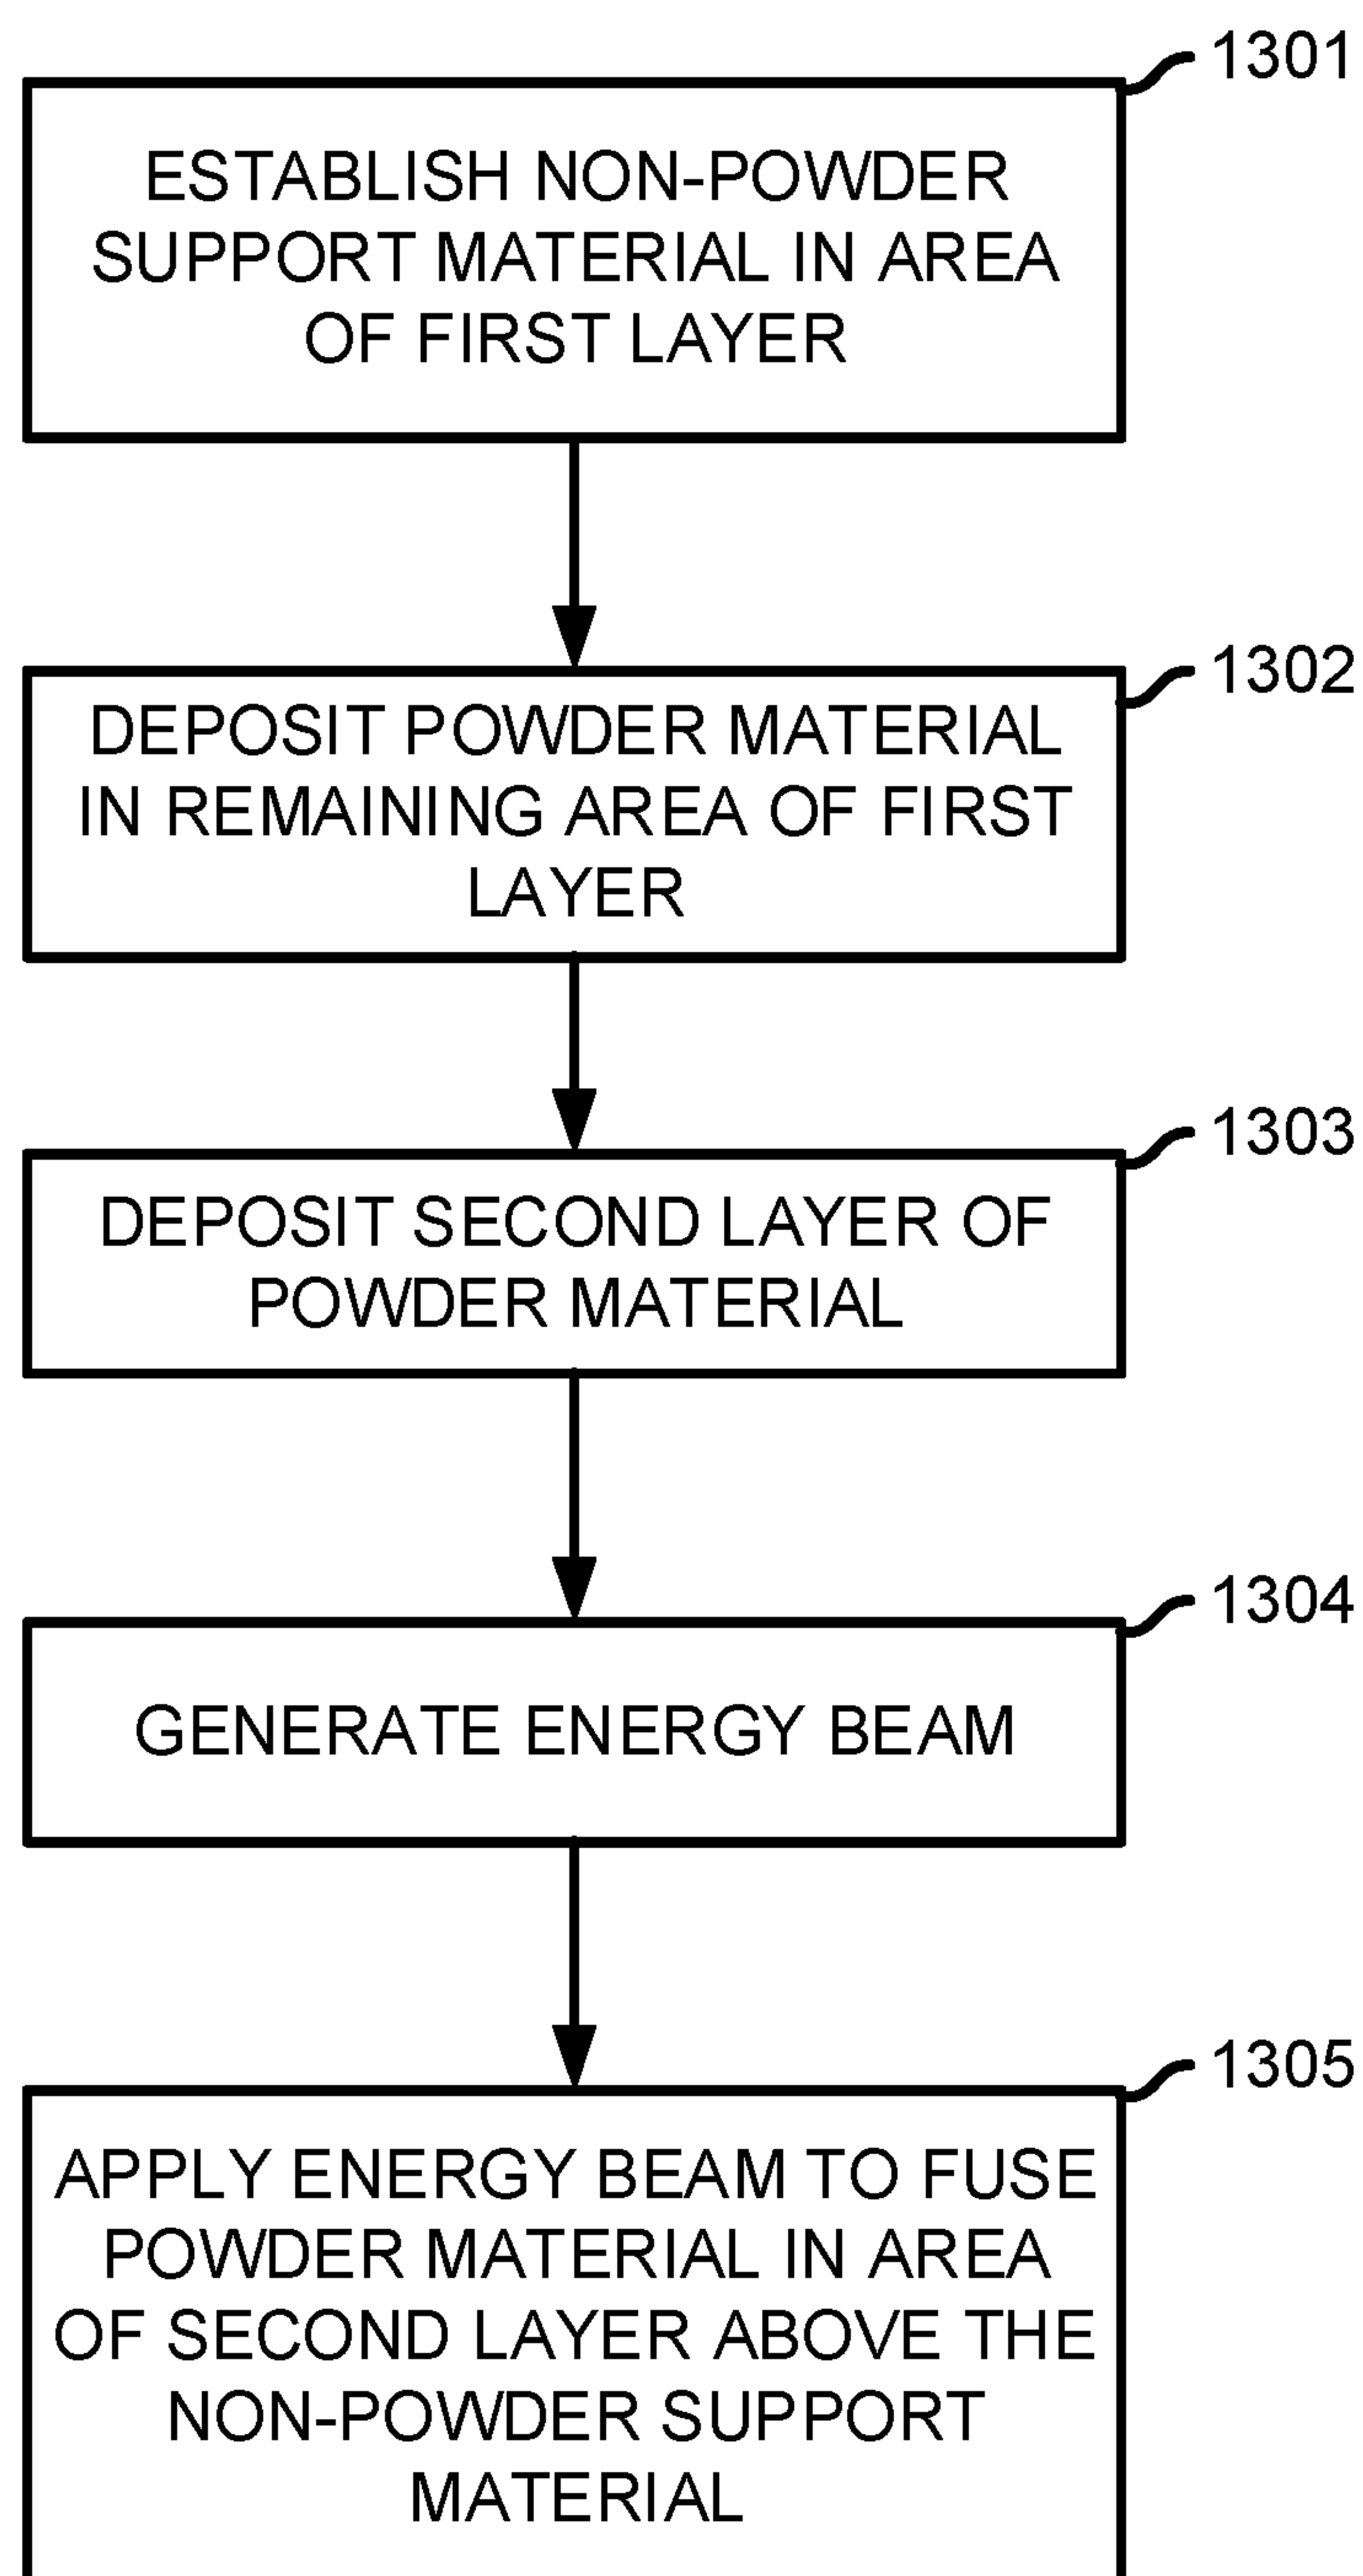 1301
ESTABLISH NON-POWDER
SUPPORT MATERIAL IN AREA
OF FIRST LAYER
1302
DEPOSIT POWDER MATERIAL
IN REMAINING AREA OF FIRST
LAYER
1303
DEPOSIT SECOND LAYER OF
POWDER MATERIAL
1304
GENERATE ENERGY BEAM
1305
APPLY ENERGY BEAM TO FUSE
POWDER MATERIAL IN AREA
OF SECOND LAYER ABOVE THE
NON-POWDER SUPPORT
MATERIAL